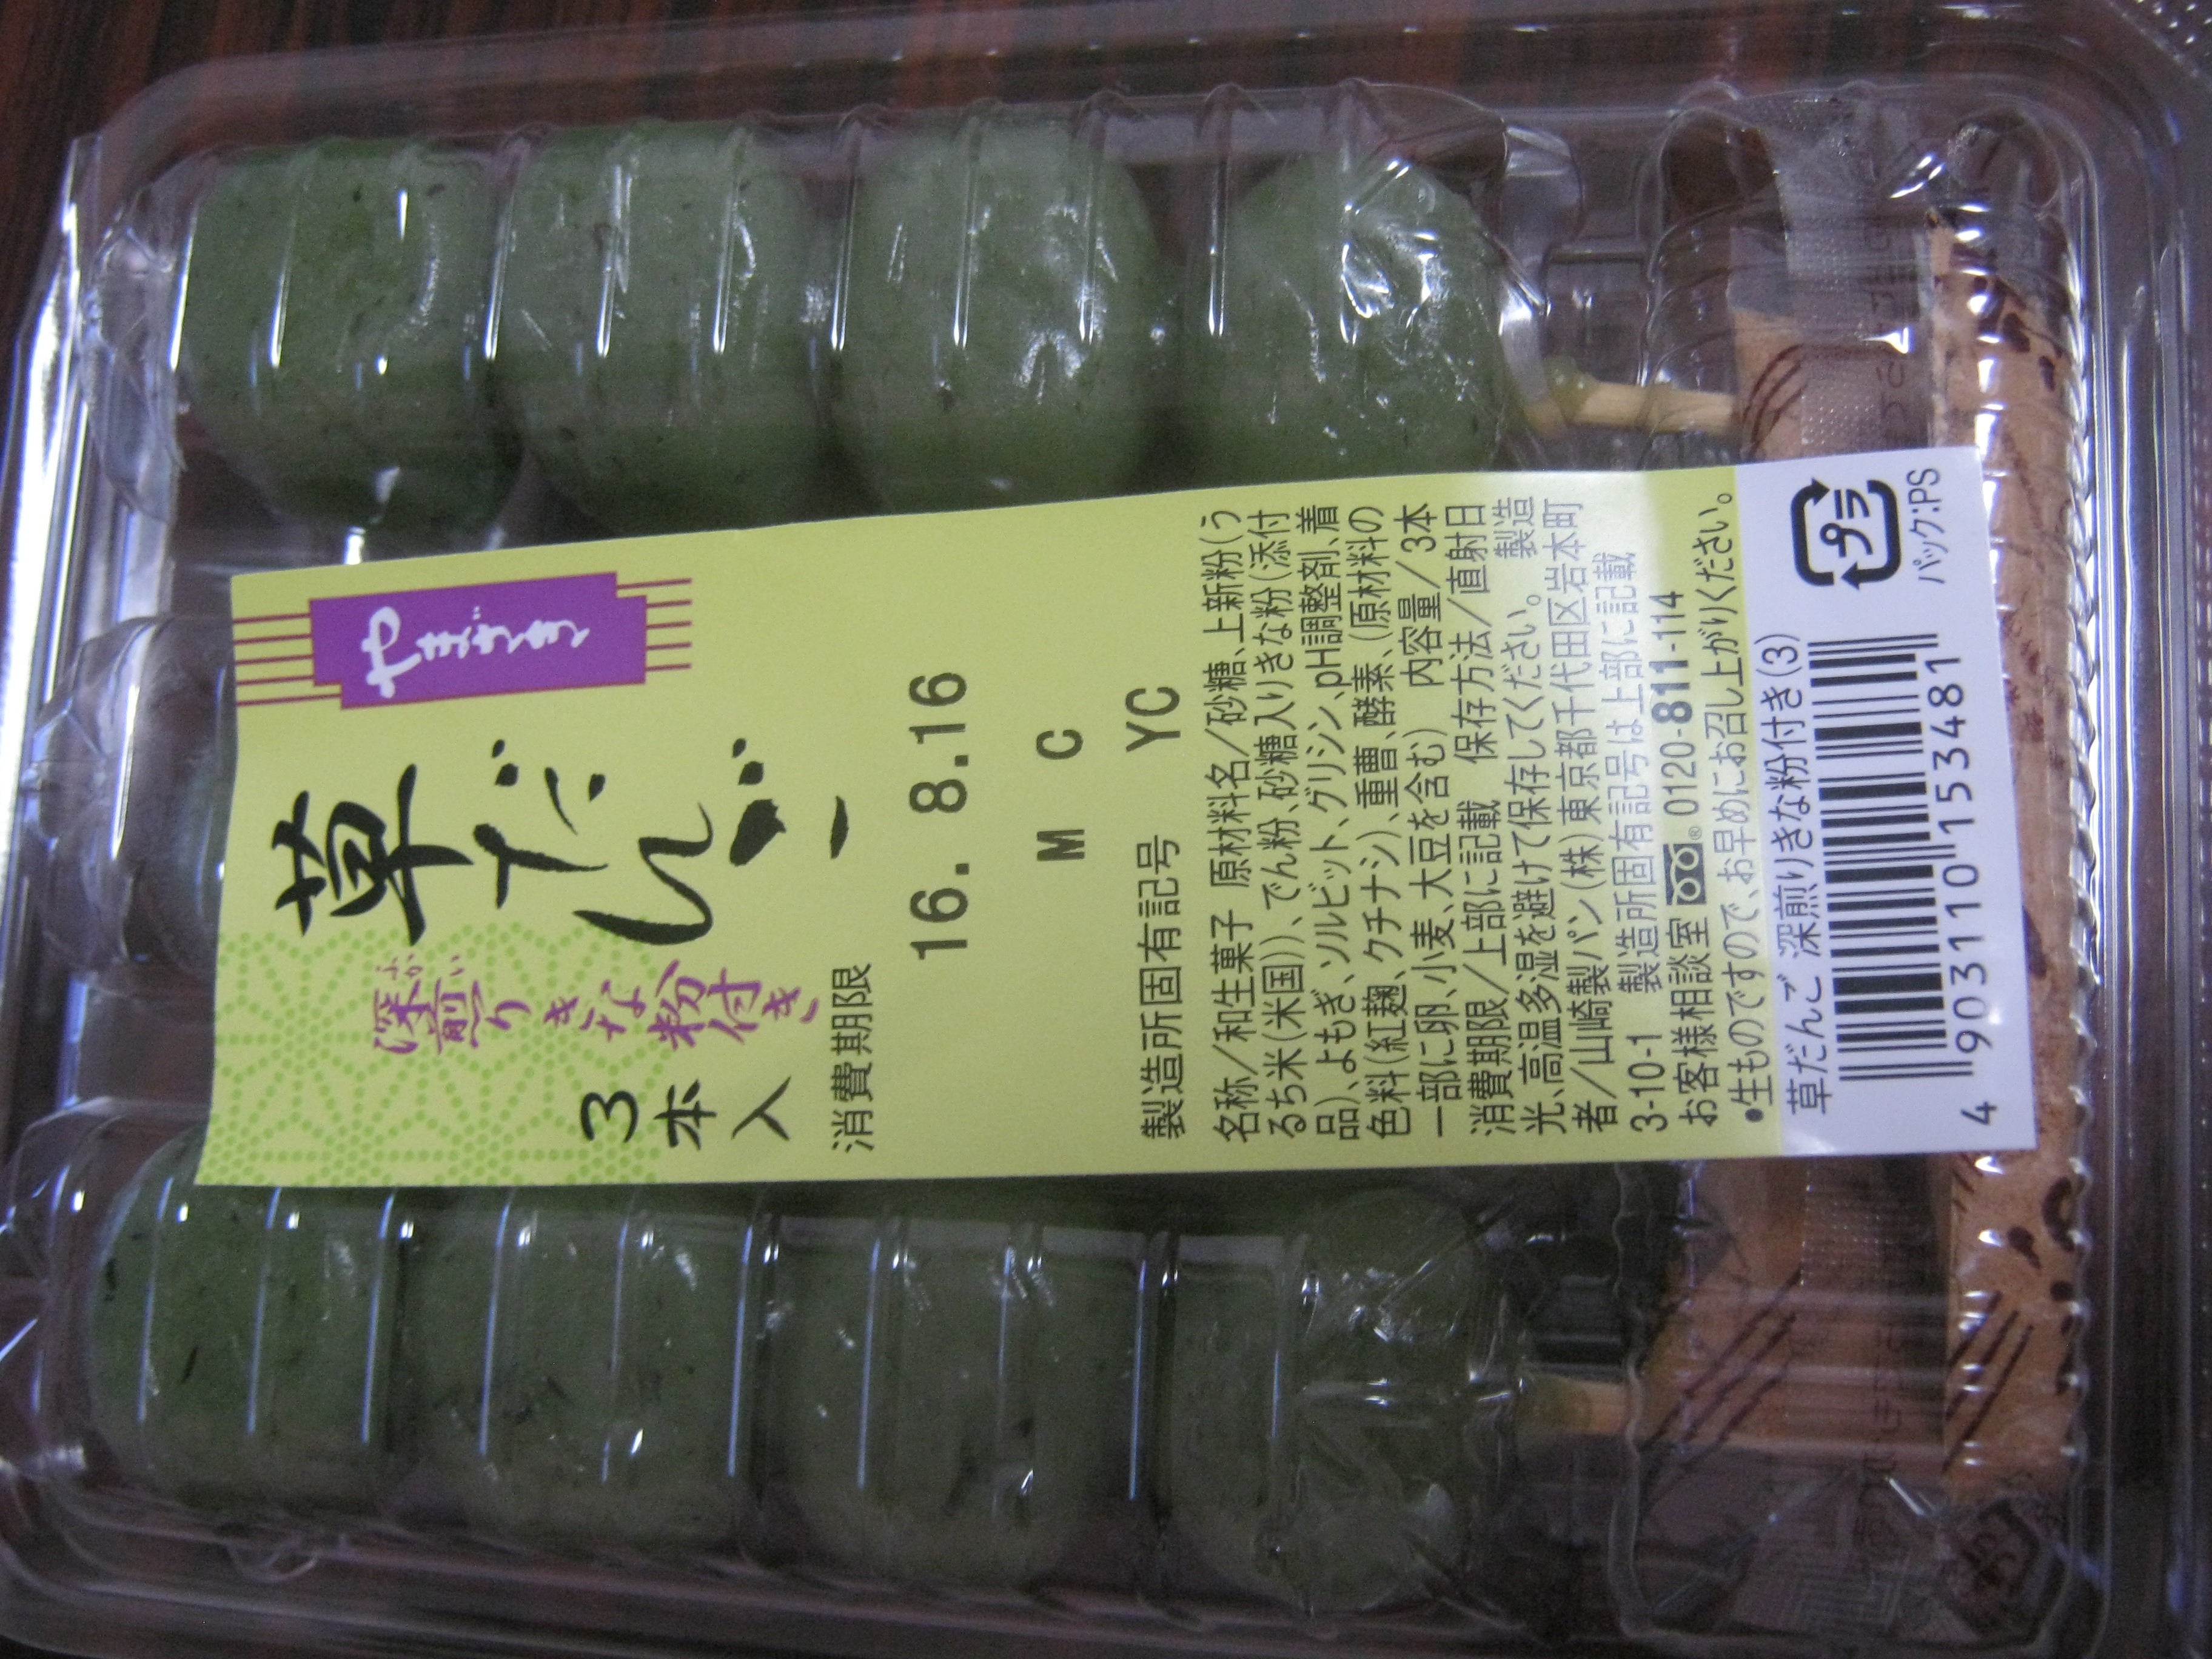 やまざき
草だんご
深煎りきな粉付き
ふかい
3本入
消費期限
16. 8.16
M C
製造所固有記号 YC
名称/和生菓子 原材料名/砂糖、上新粉(う
るち米(米国))、でん粉、砂糖入りきな粉(添付
品)、よもぎ、ソルビット、グリシン、pH調整剤、着
色料(紅麹、クチナシ)、重曹、酵素、(原材料の
一部に卵、小麦、大豆を含む) 内容量/3本
消費期限/上部に記載 保存方法/直射日
光、高温多湿を避けて保存してください。 製造
者/山崎製パン(株)東京都千代田区岩本町
3-10-1 製造所固有記号は上部に記載
お客様相談室 ® 0120-811-114
•生ものですので、お早めにお召し上がりください。
草だんご 深煎りきな粉付き(3)
4903110153481
プラ
パック:PS